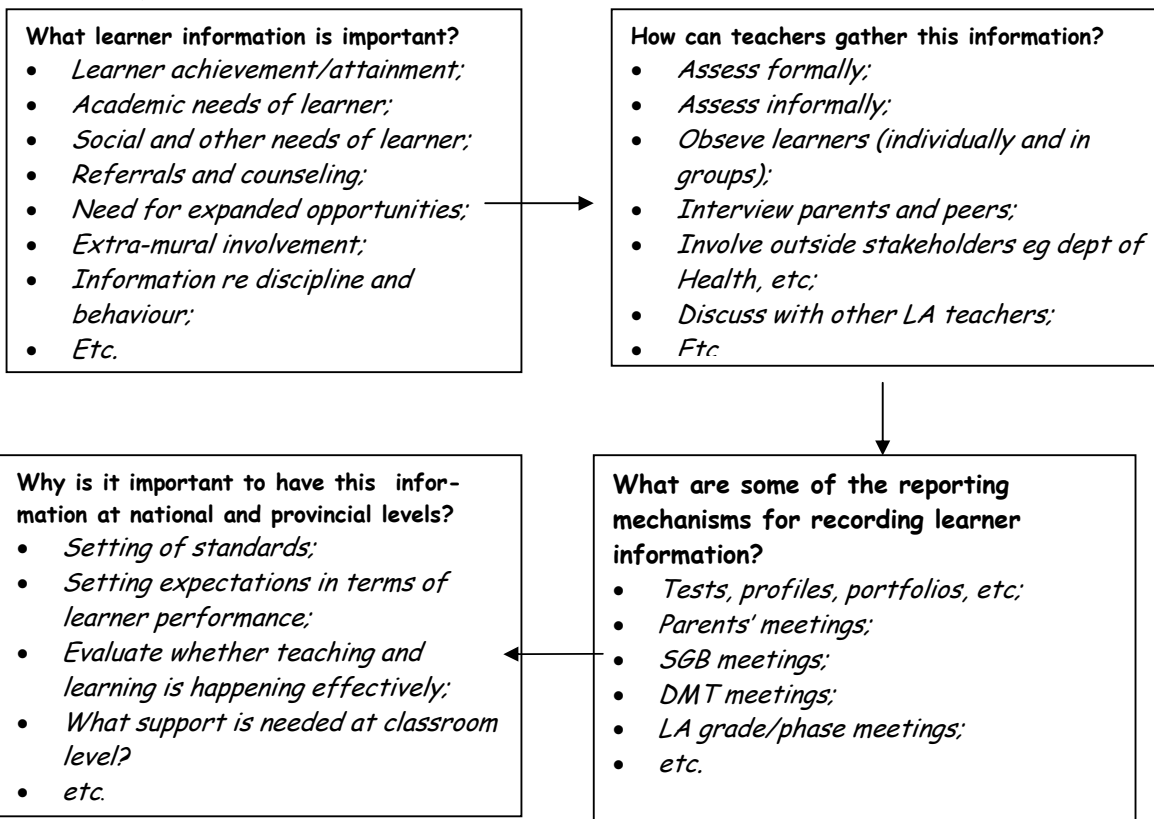 What learner information is important?
• Learner achievement/attainment;
• Academic needs of learner;
• Social and other needs of learner;
• Referrals and counseling;
• Need for expanded opportunities;
• Extra-mural involvement;
• Information re discipline and
behaviour;
• Etc.
How can teachers gather this information?
• Assess formally;
• Assess informally;
• Obseve learners (individually and in
groups);
• Interview parents and peers;
• Involve outside stakeholders eg dept of
Health, etc;
• Discuss with other LA teachers;
• Etc
What are some of the reporting
mechanisms for recording learner
information?
• Tests, profiles, portfolios, etc;
• Parents' meetings;
• SGB meetings;
• DMT meetings;
• LA grade/phase meetings;
• etc.
Why is it important to have this infor-
mation at national and provincial levels?
• Setting of standards;
• Setting expectations in terms of
learner performance;
• Evaluate whether teaching and
learning is happening effectively;
• What support is needed at classroom
level?
• etc.